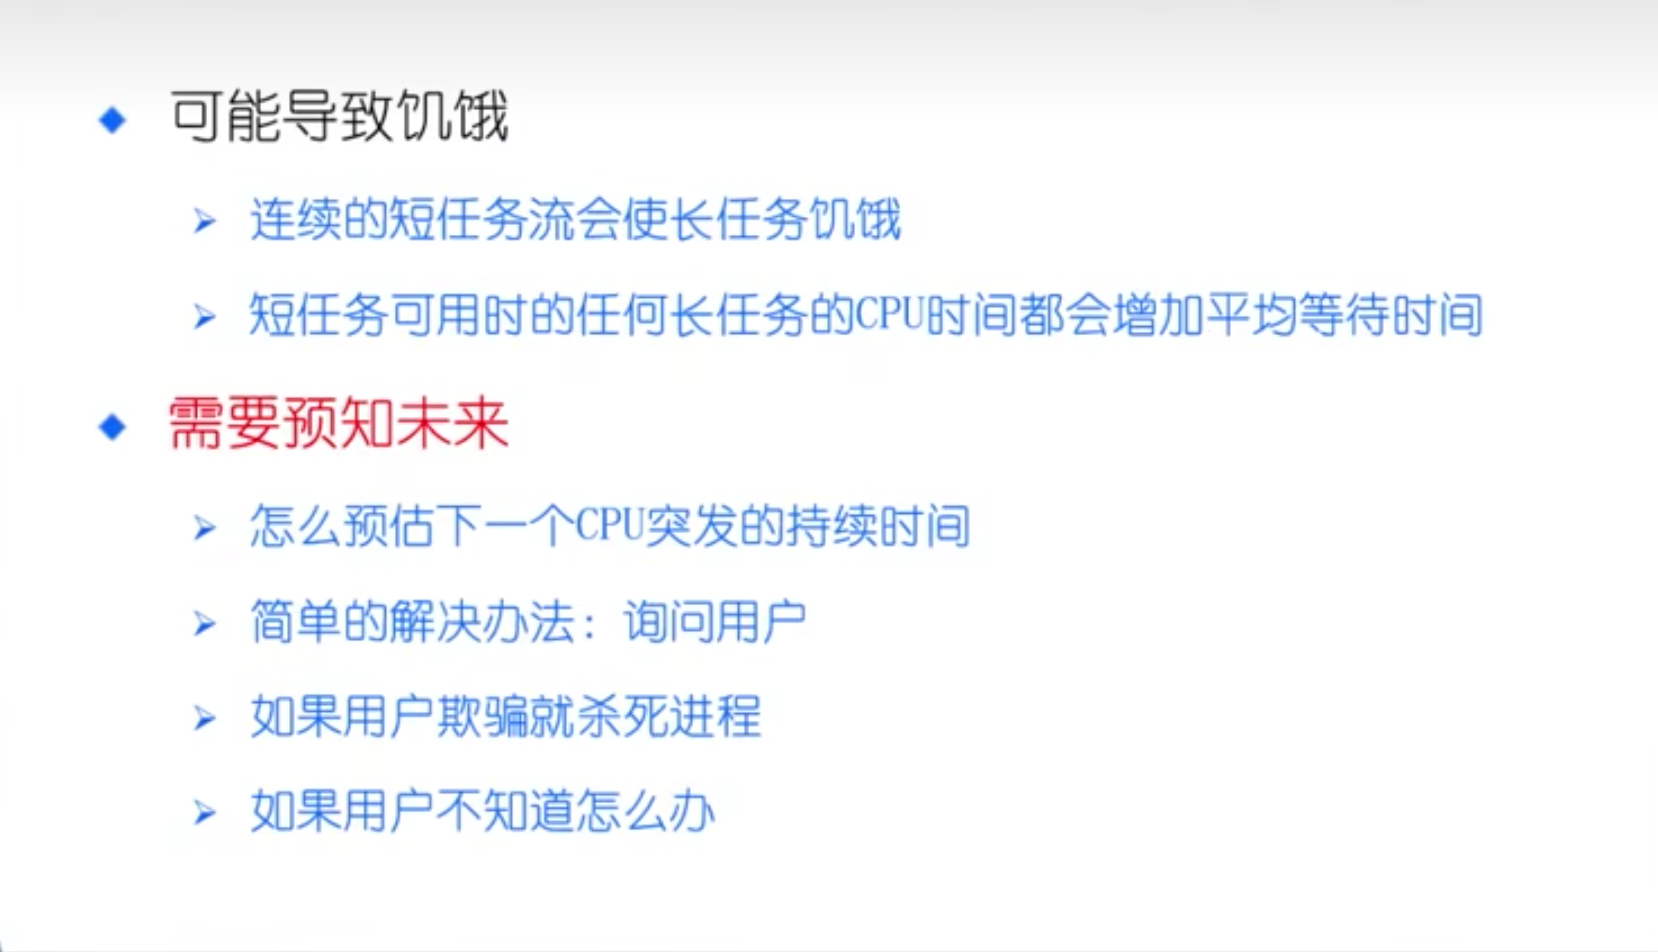 可能导致饥饿
连续的短任务流会使长任务饥饿
短任务可用时的任何长任务的CPU时间都会增加平均等待时间
需要预知未来
怎么预估下一个CPU突发的持续时间
简单的解决办法：询问用户
如果用户欺骗就杀死进程
如果用户不知道怎么办